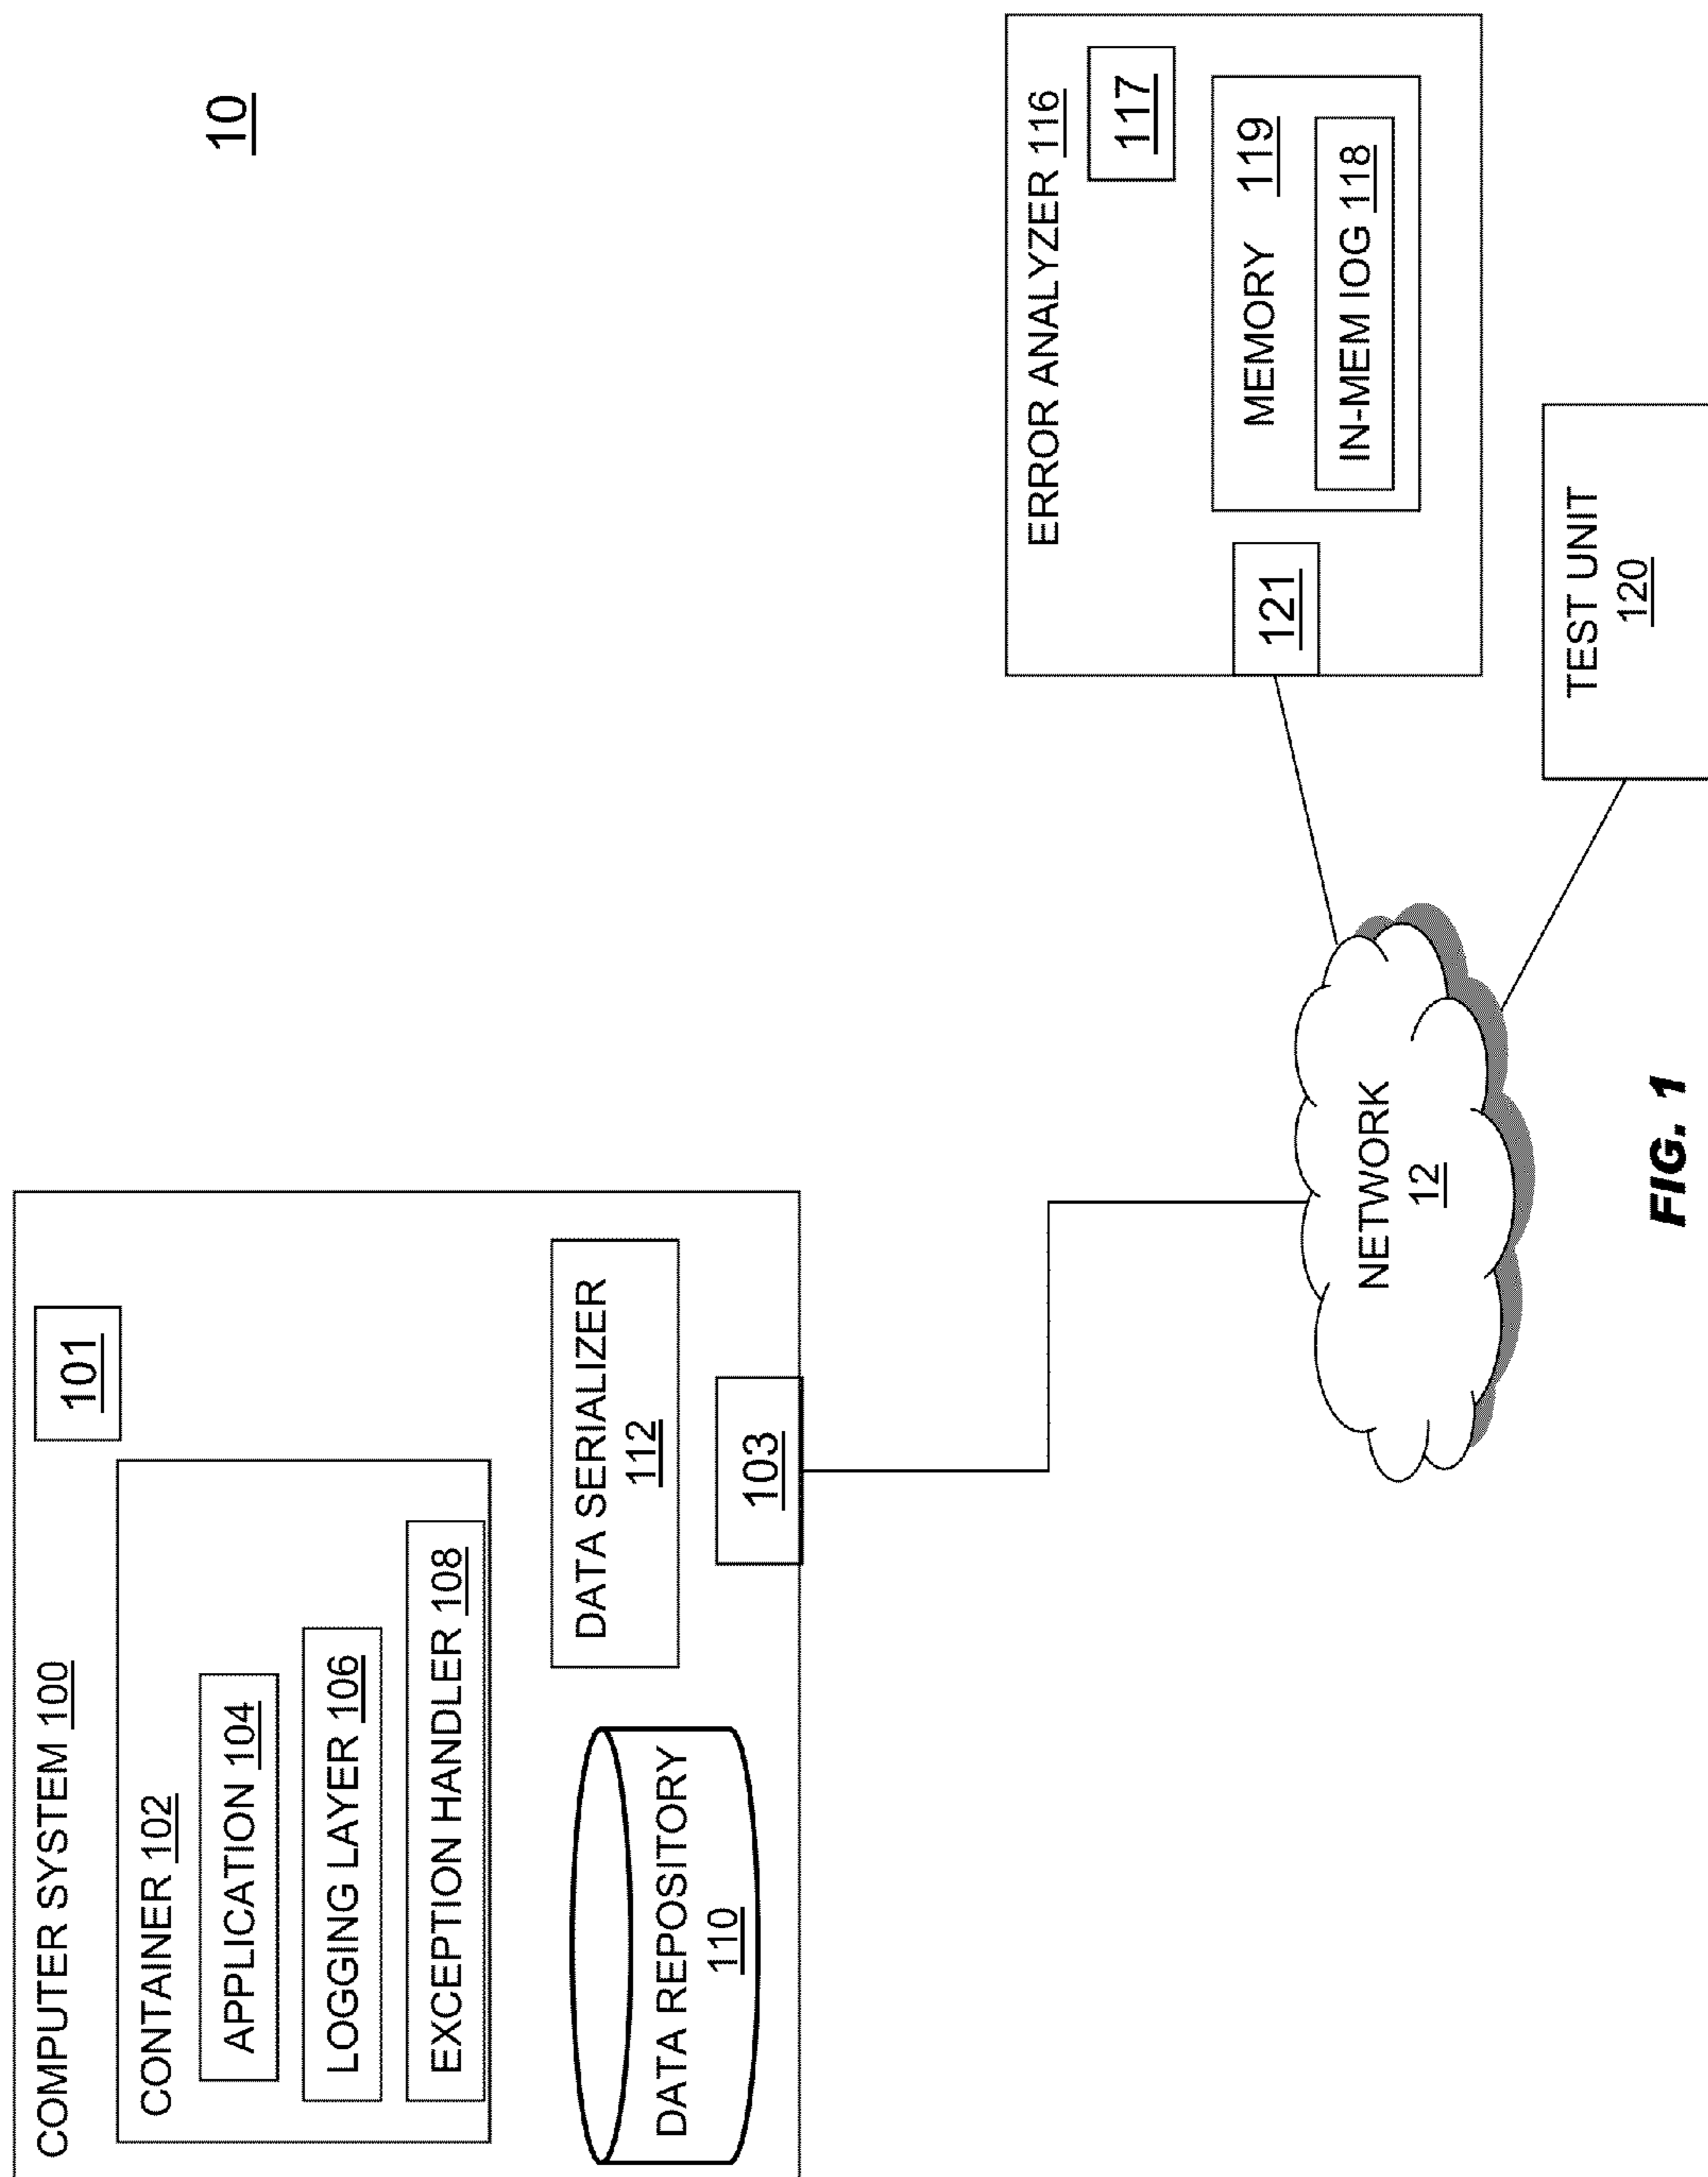 10
COMPUTER SYSTEM 100
101
CONTAINER 102
APPLICATION 104
LOGGING LAYER 106
EXCEPTION HANDLER 108
DATA REPOSITORY
110
DATA SERIALIZER
112
103
NETWORK
12
ERROR ANALYZER 116
117
MEMORY 119
IN-MEM IOG 118
121
TEST UNIT
120
FIG. 1